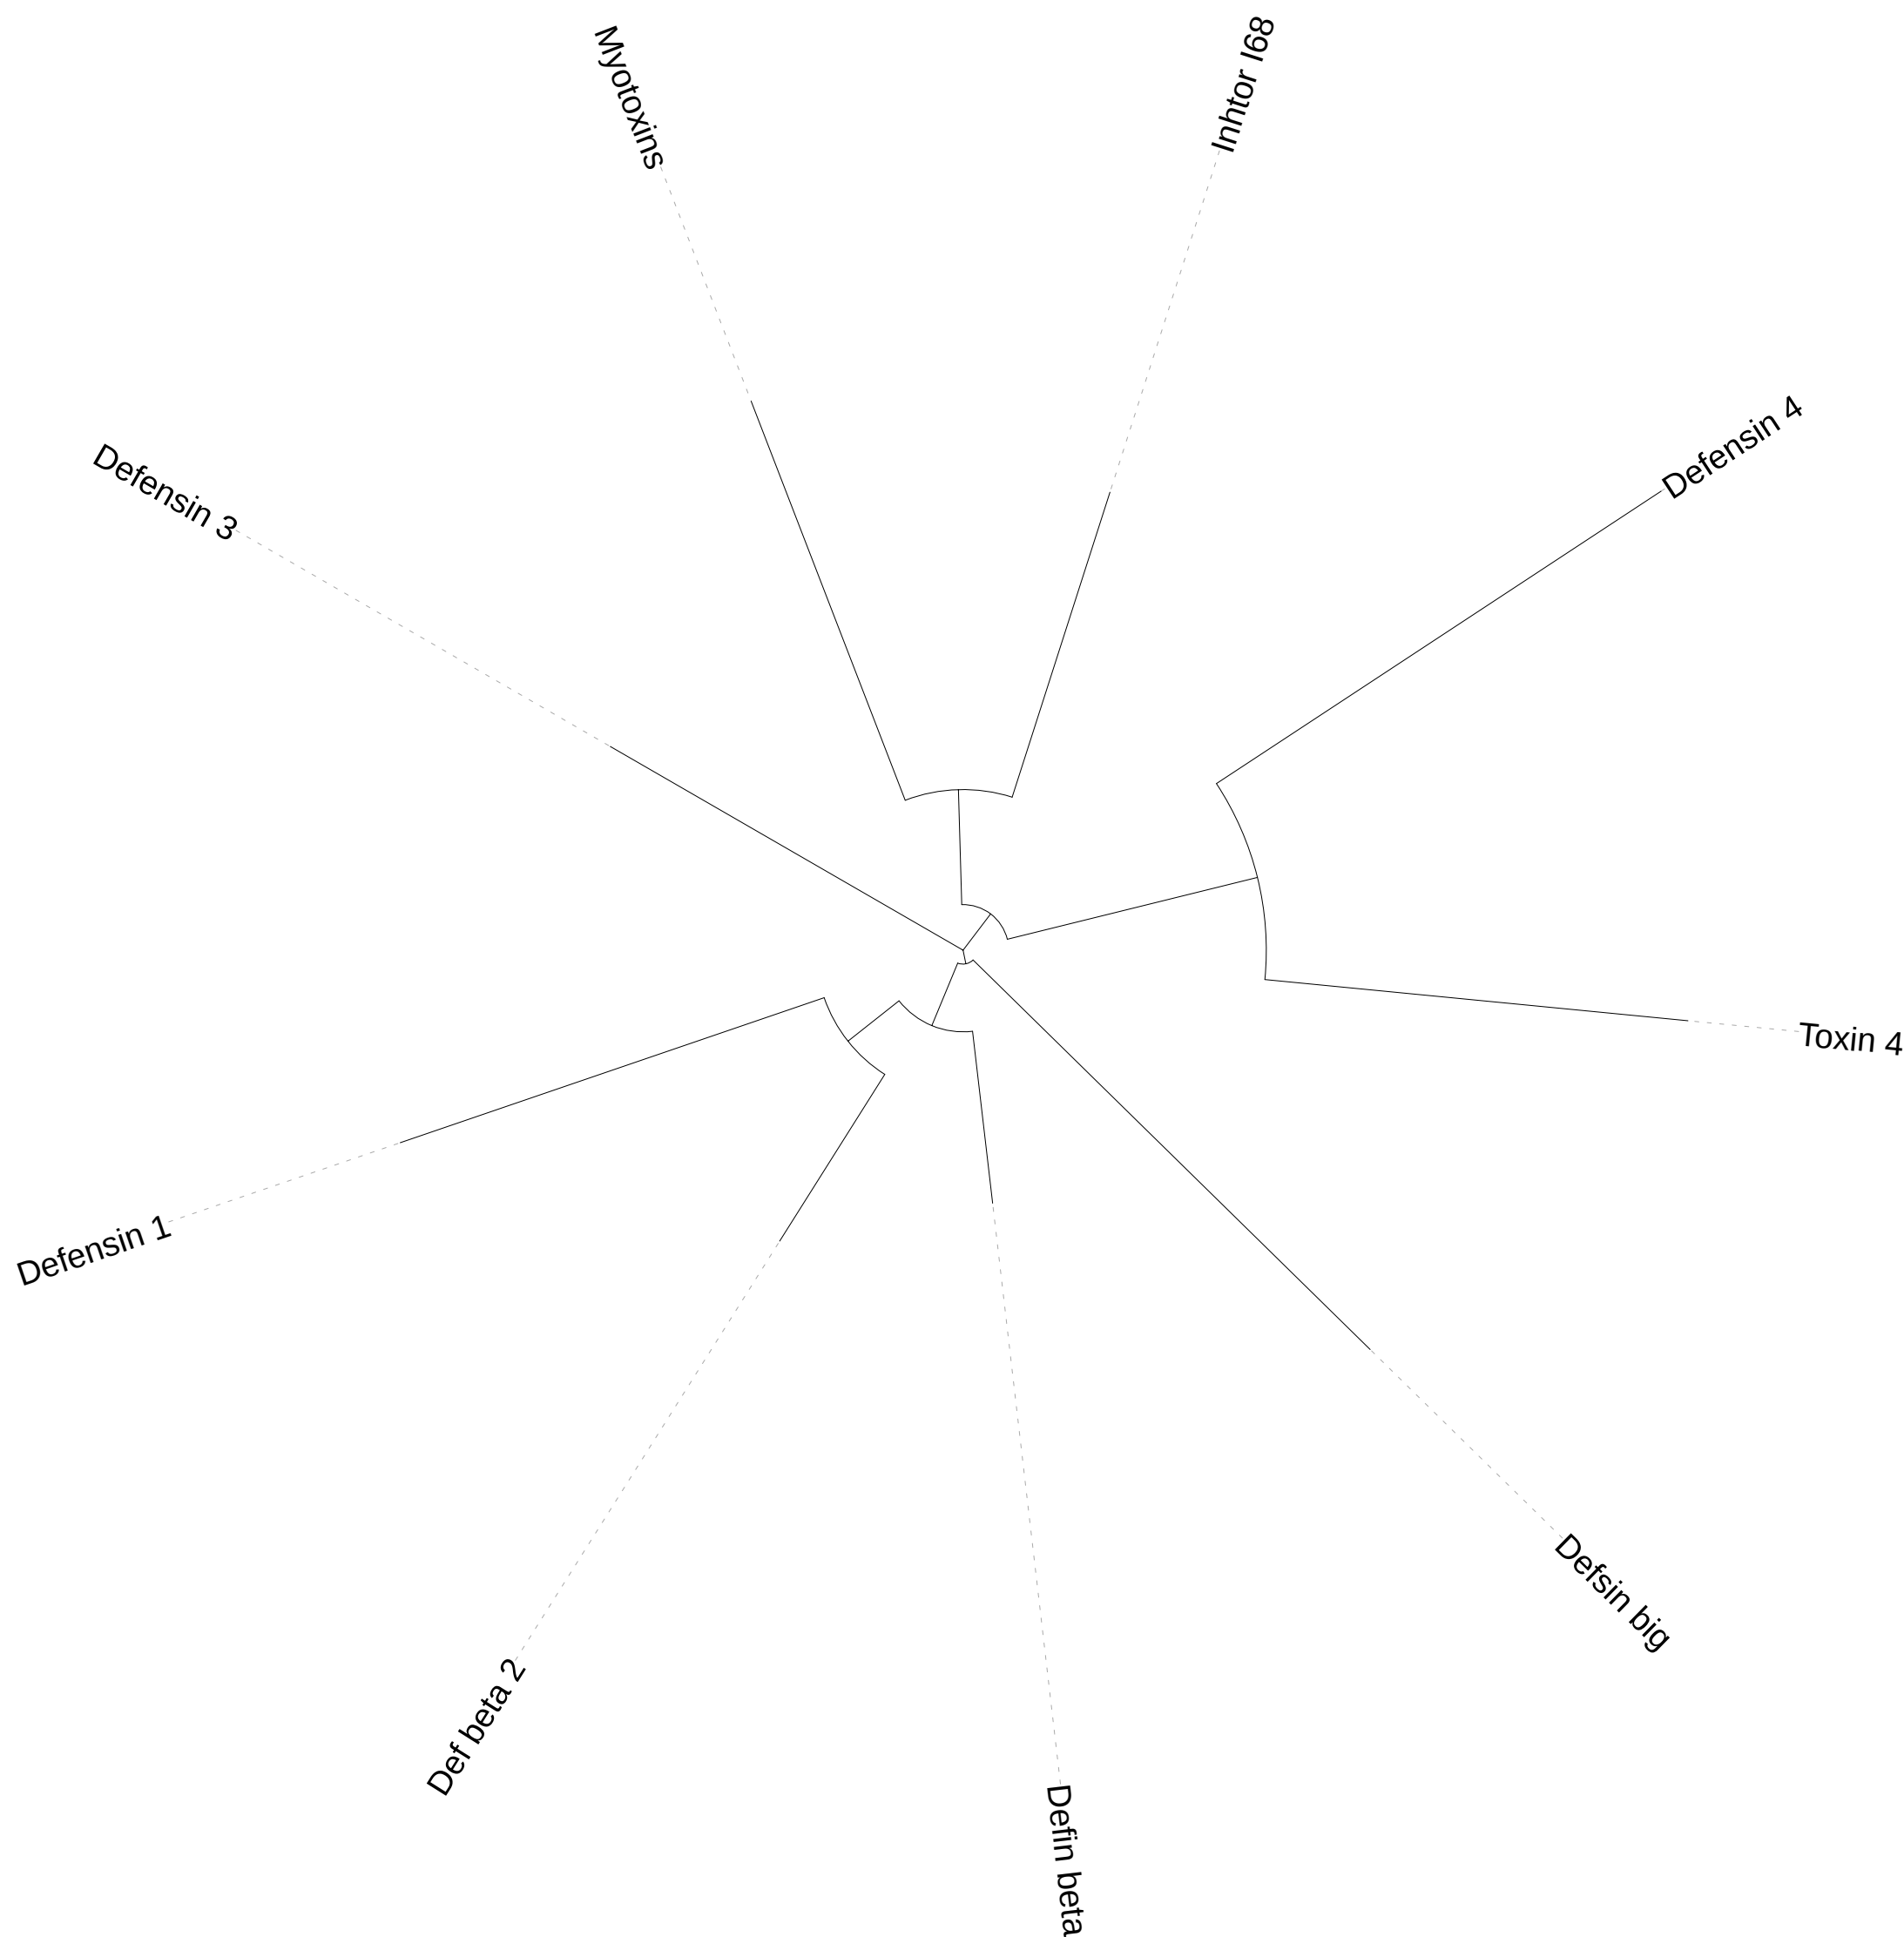 Myotoxins
Inhtor I68
Defensin 4
Defensin 3
Toxin 4
Defensin 1
Defsin big
Def beta 2
Defin beta